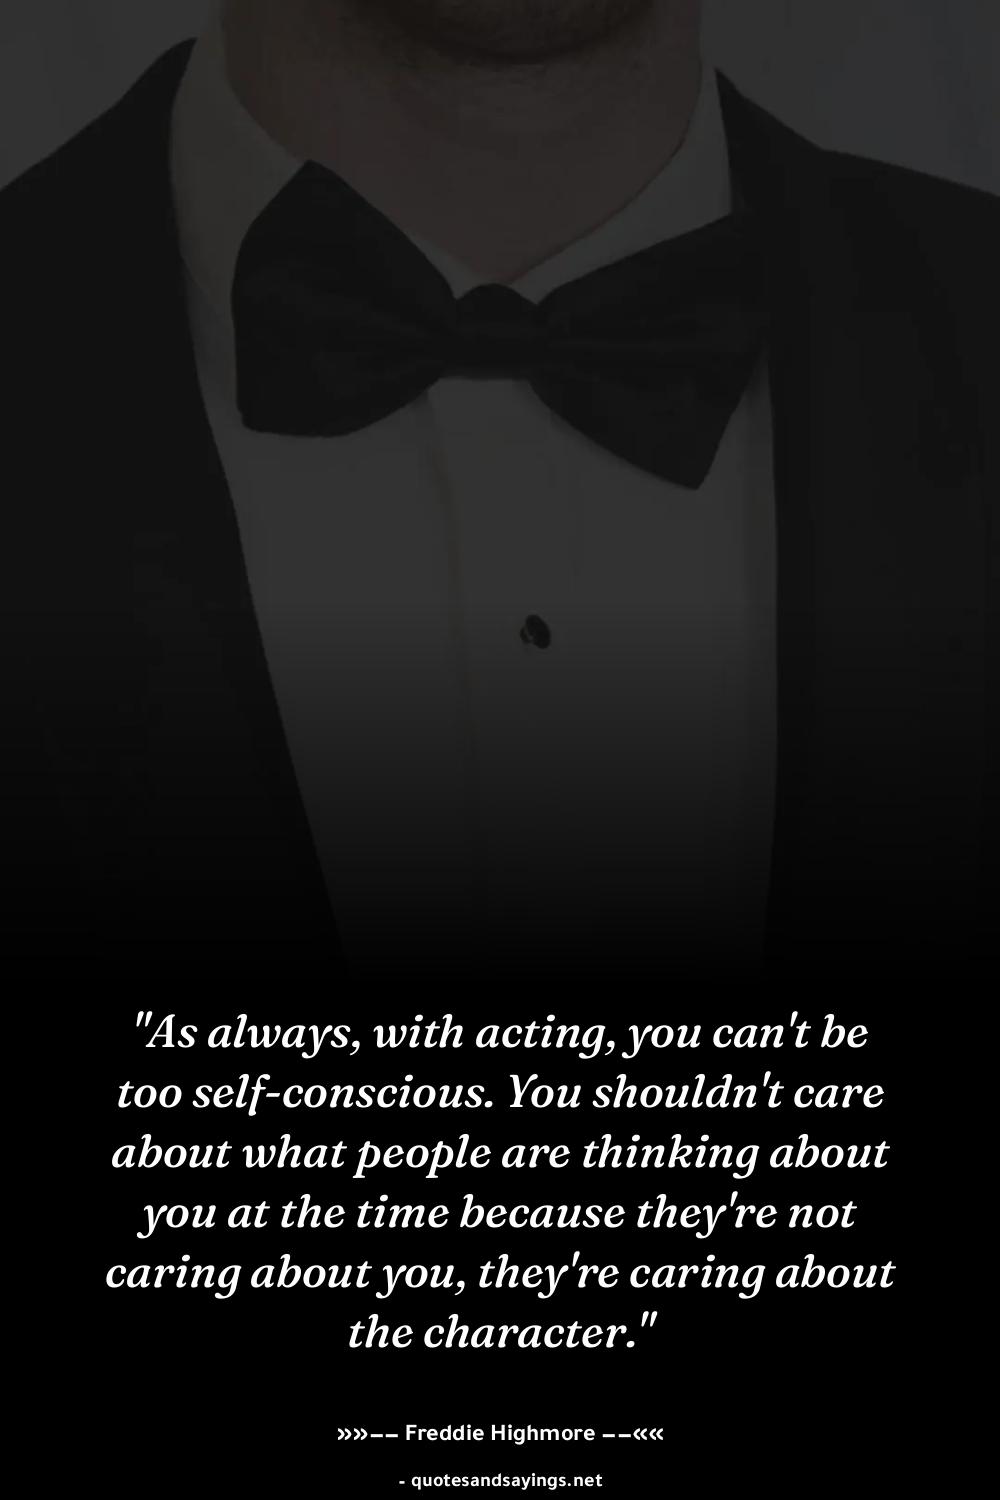 "As always, with acting, you can't be
too self-conscious. You shouldn't care
about what people are thinking about
you at the time because they're not
caring about you, they're caring about
the character."
»»–– Freddie Highmore ––««
- quotesandsayings.net